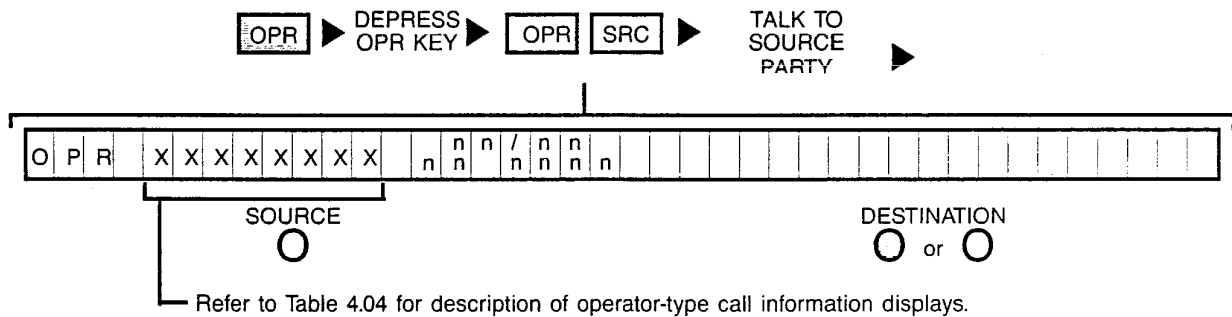 OPR ▶ DEPRESS OPR KEY ▶ OPR SRC ▶ TALK TO SOURCE PARTY ▶
O P R X X X X X X X X n n / n n
n n n n n n
SOURCE DESTINATION
O O or O
Refer to Table 4.04 for description of operator-type call information displays.